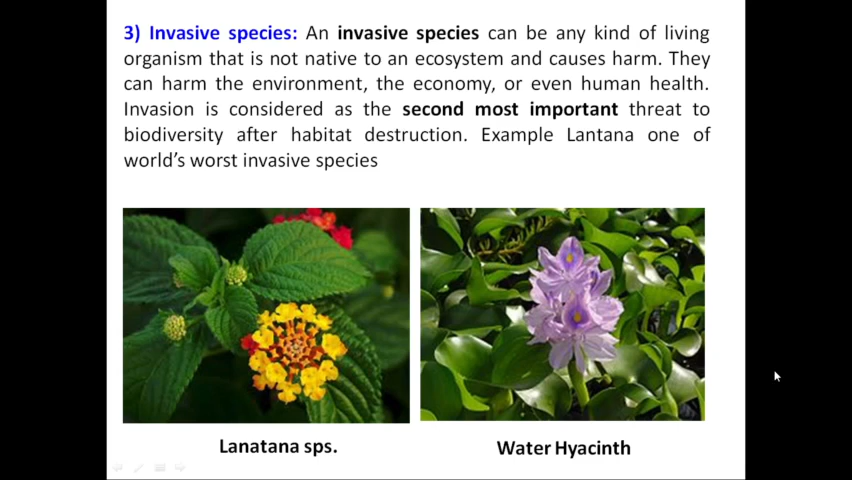 3) Invasive species: An invasive species can be any kind of living
organism that is not native to an ecosystem and causes harm. They
can harm the environment, the economy, or even human health.
Invasion is considered as the second most important threat to
biodiversity after habitat destruction. Example Lantana one of
world's worst invasive species
Lanatana sps.
Water Hyacinth